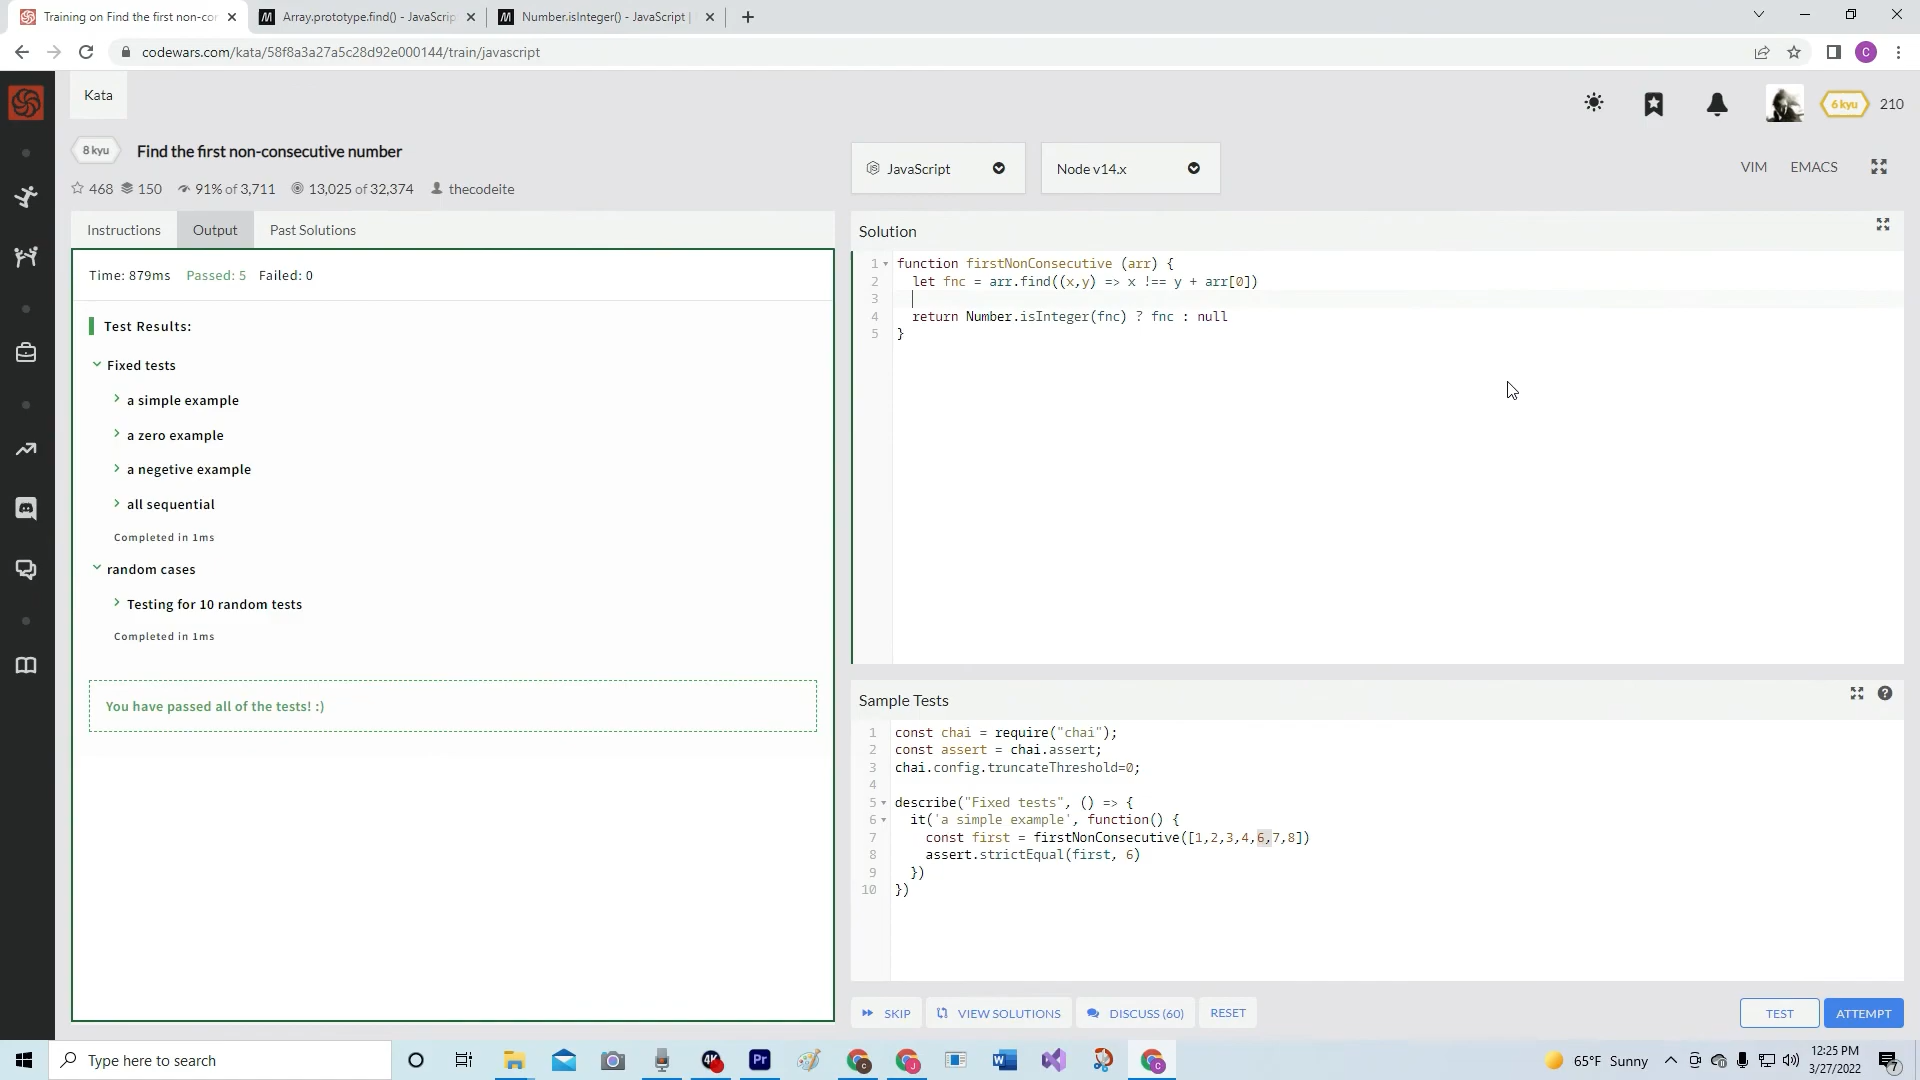 Training on Find the first non-cor
Array.prototype.find() - JavaScrip
Number.isInteger() - JavaScript |
codewars.com/kata/58f8a3a27a5c28d92e000144/train/javascript
C
Kata
6 kyu
210
8 kyu
Find the first non-consecutive number
468 150 91% of 3,711 13,025 of 32,374 thecodeite
JavaScript
Node v14.x
VIM
EMACS
Instructions
Output
Past Solutions
Time: 879ms Passed: 5 Failed: 0
Test Results:
Fixed tests
a simple example
a zero example
a negetive example
all sequential
Completed in 1ms
random cases
Testing for 10 random tests
Completed in 1ms
You have passed all of the tests! :)
Solution
1 function firstNonConsecutive (arr) {
2 let fnc = arr.find((x,y) => x !== y + arr[0])
3
4 return Number.isInteger(fnc) ? fnc : null
5 }
Sample Tests
1 const chai = require("chai");
2 const assert = chai.assert;
3 chai.config.truncateThreshold=0;
4
5 describe("Fixed tests", () => {
6 it('a simple example', function() {
7 const first = firstNonConsecutive([1,2,3,4,6,7,8])
8 assert.strictEqual(first, 6)
9 })
10 })
SKIP
VIEW SOLUTIONS
DISCUSS (60)
RESET
TEST
ATTEMPT
Type here to search
4K
Pr
W
65°F Sunny
12:25 PM
3/27/2022
7